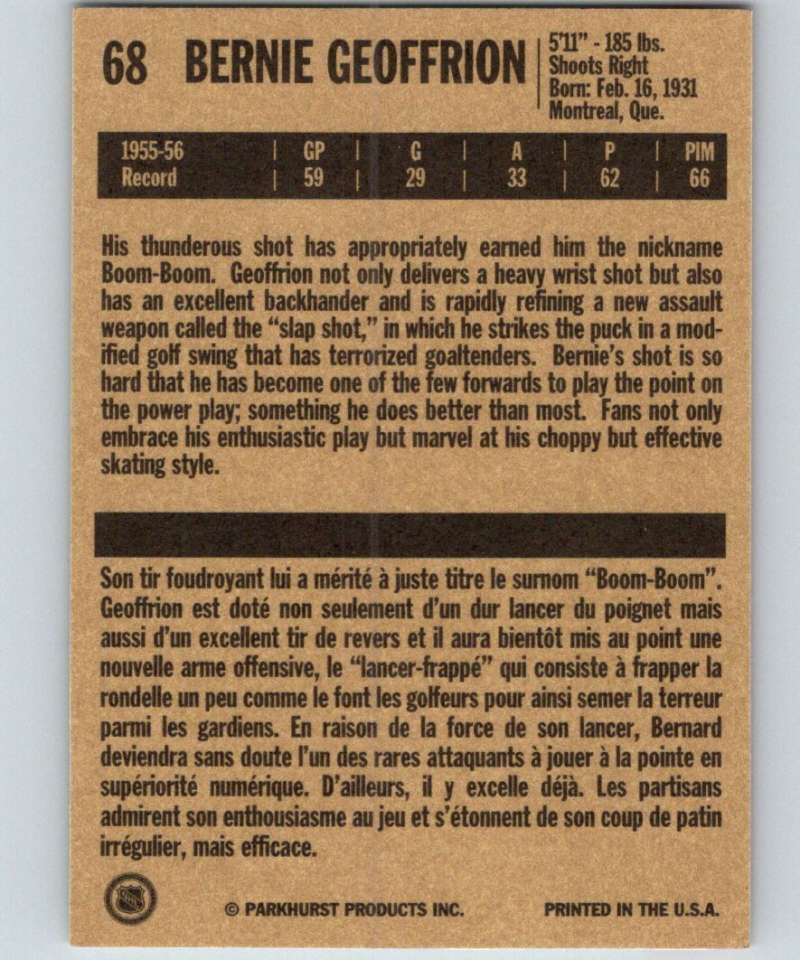 68 BERNIE GEOFFRION
5'11" - 185 lbs.
Shoots Right
Born: Feb. 16, 1931
Montreal, Que.
1955-56 | GP | G | A | P | PIM
Record | 59 | 29 | 33 | 62 | 66
His thunderous shot has appropriately earned him the nickname
Boom-Boom. Geoffrion not only delivers a heavy wrist shot but also
has an excellent backhander and is rapidly refining a new assault
weapon called the “slap shot,” in which he strikes the puck in a mod-
ified golf swing that has terrorized goaltenders. Bernie's shot is so
hard that he has become one of the few forwards to play the point on
the power play; something he does better than most. Fans not only
embrace his enthusiastic play but marvel at his choppy but effective
skating style.
Son tir foudroyant lui a mérité à juste titre le surnom “Boom-Boom”.
Geoffrion est doté non seulement d'un dur lancer du poignet mais
aussi d'un excellent tir de revers et il aura bientôt mis au point une
nouvelle arme offensive, le “lancer-frappé” qui consiste à frapper la
rondelle un peu comme le font les golfeurs pour ainsi semer la terreur
parmi les gardiens. En raison de la force de son lancer, Bernard
deviendra sans doute l'un des rares attaquants à jouer à la pointe en
supériorité numérique. D'ailleurs, il y excelle déjà. Les partisans
admirent son enthousiasme au jeu et s'étonnent de son coup de patin
irrégulier, mais efficace.
NHL
© PARKHURST PRODUCTS INC. PRINTED IN THE U.S.A.